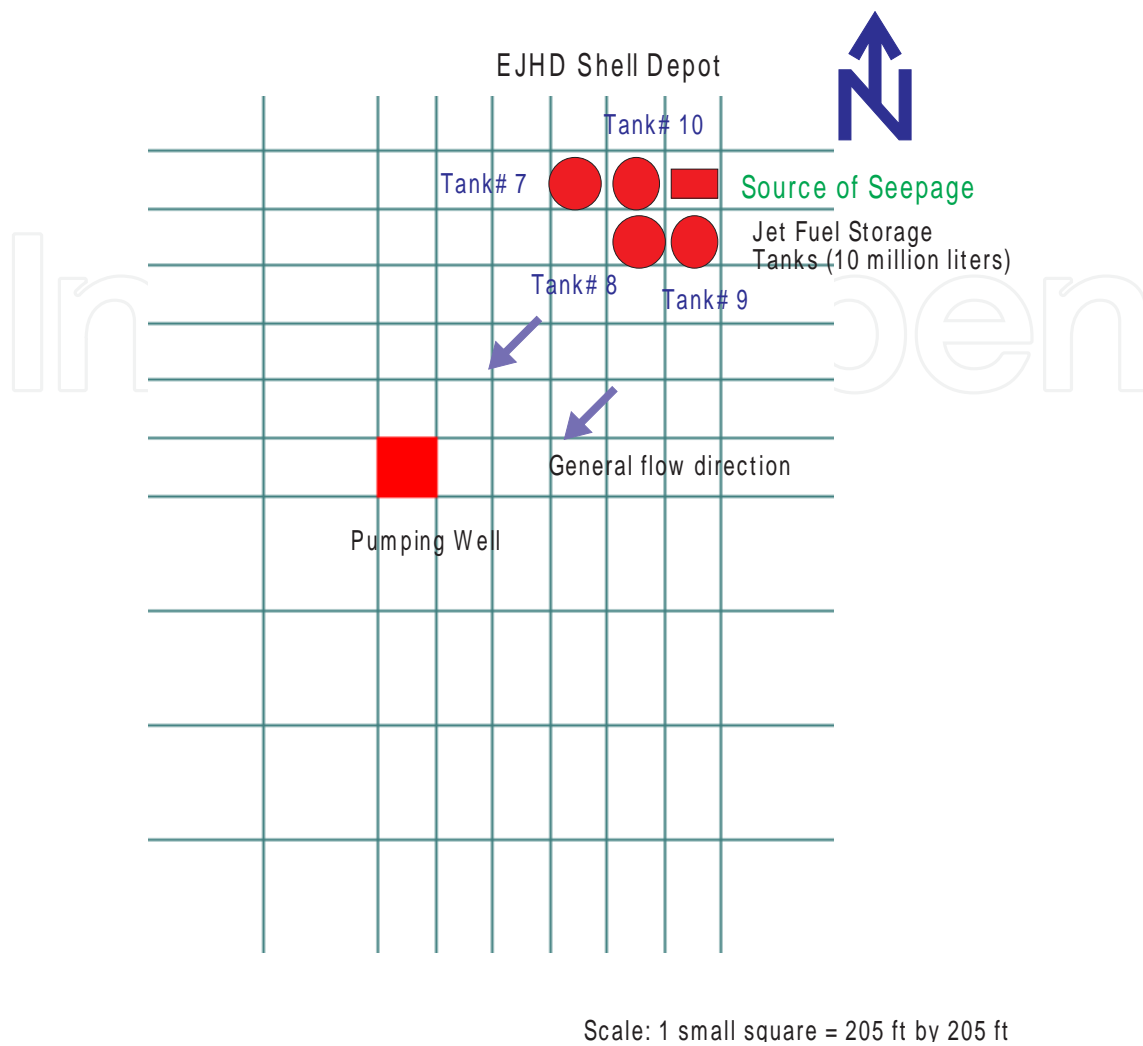 EJHD Shell Depot
N
Tank# 10
Tank# 7
Source of Seepage
Jet Fuel Storage
Tanks (10 million liters)
Tank# 8
Tank# 9
General flow direction
Pumping Well
Scale: 1 small square = 205 ft by 205 ft